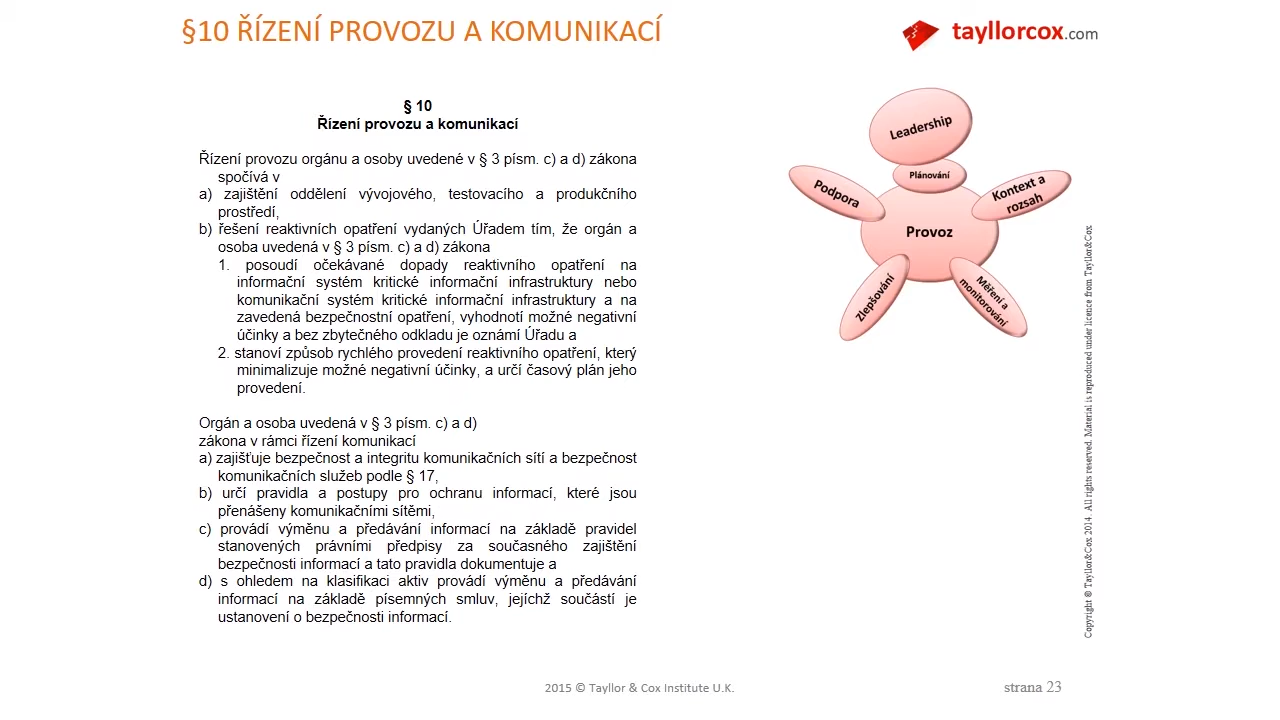 §10 ŘÍZENÍ PROVOZU A KOMUNIKACÍ
tayllorcox.com
§ 10
Řízení provozu a komunikací
Řízení provozu orgánu a osoby uvedené v § 3 písm. c) a d) zákona
spočívá v
a) zajištění oddělení vývojového, testovacího a produkčního
prostředí,
b) řešení reaktivních opatření vydaných Úřadem tím, že orgán a
osoba uvedená v § 3 písm. c) a d) zákona
1. posoudí očekávané dopady reaktivního opatření na
informační systém kritické informační infrastruktury nebo
komunikační systém kritické informační infrastruktury a na
zavedená bezpečnostní opatření, vyhodnotí možné negativní
účinky a bez zbytečného odkladu je oznámí Úřadu a
2. stanoví způsob rychlého provedení reaktivního opatření, který
minimalizuje možné negativní účinky, a určí časový plán jeho
provedení.
Orgán a osoba uvedená v § 3 písm. c) a d)
zákona v rámci řízení komunikací
a) zajišťuje bezpečnost a integritu komunikačních sítí a bezpečnost
komunikačních služeb podle § 17,
b) určí pravidla a postupy pro ochranu informací, které jsou
přenášeny komunikačními sítěmi,
c) provádí výměnu a předávání informací na základě pravidel
stanovených právními předpisy za současného zajištění
bezpečnosti informací a tato pravidla dokumentuje a
d) s ohledem na klasifikaci aktiv provádí výměnu a předávání
informací na základě písemných smluv, jejíchž součástí je
ustanovení o bezpečnosti informací.
Leadership
Plánování
Podpora
Kontext a
rozsah
Provoz
Zlepšování
Měření a
monitorování
Copyright © Tayllor&Cox 2014. All rights reserved. Material is reproduced under licence from Tayllor&Cox
2015 © Tayllor & Cox Institute U.K.
strana 23